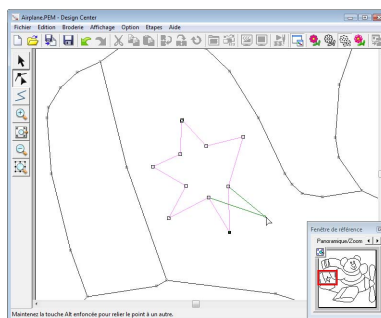 Airplane.PEM - Design Center
Fichier Edition Broderie Affichage Option Etapes Aide
Fenêtre de référence
Panoramique/Zoom
Maintenez la touche Alt enfoncée pour relier le point à un autre.